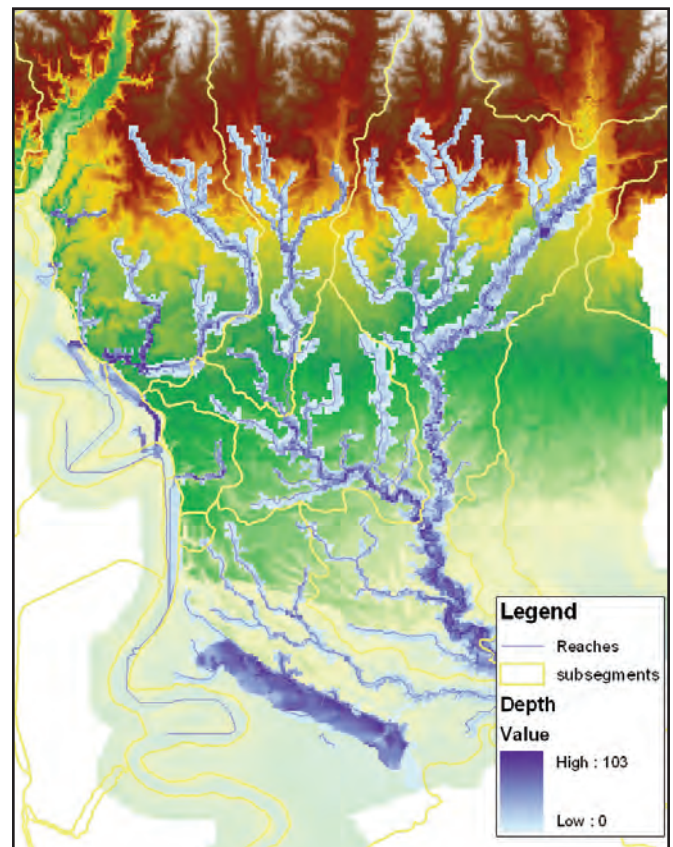 Legend
Reaches
subsegments
Depth
Value
High : 103
Low : 0